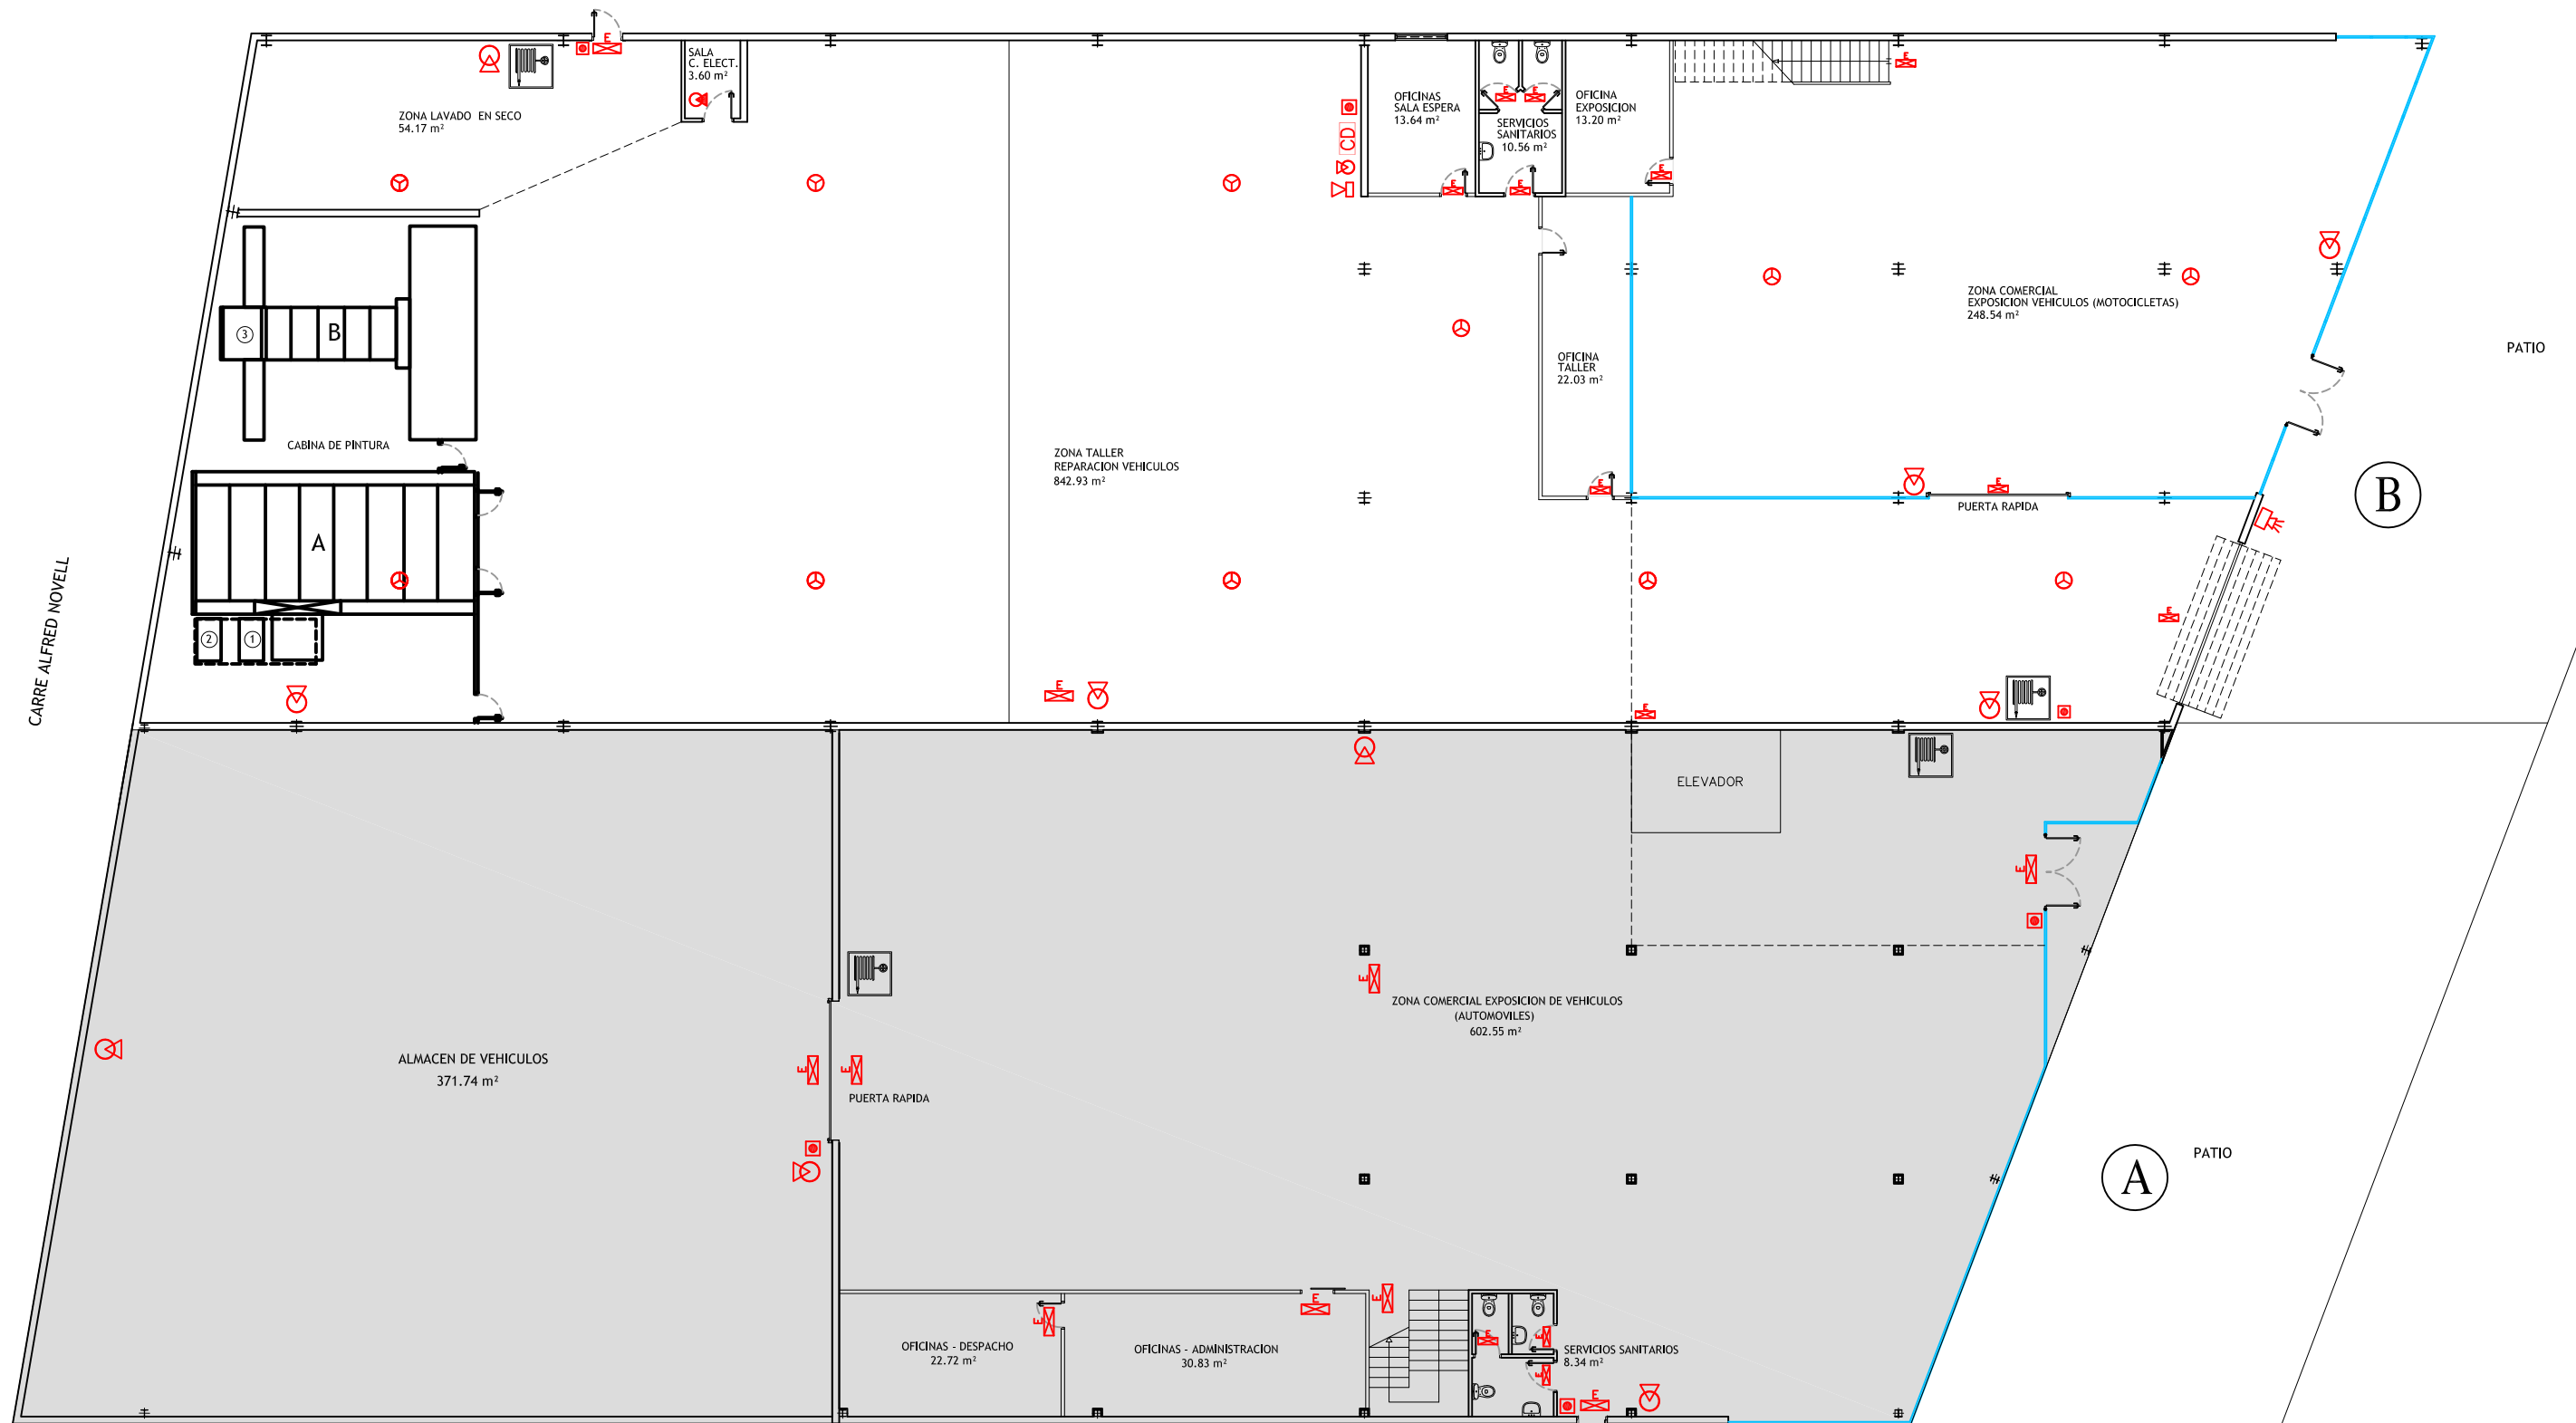 E
SALA
C. ELECT.
3.60 m²
E
ZONA LAVADO EN SECO
54.17 m²
CD
OFICINAS
SALA ESPERA
13.64 m²
E
E
SERVICIOS
SANITARIOS
10.56 m²
OFICINA
EXPOSICION
13.20 m²
E
E
E
ZONA COMERCIAL
EXPOSICION VEHICULOS (MOTOCICLETAS)
248.54 m²
3
B
PATIO
OFICINA
TALLER
22.03 m²
CABINA DE PINTURA
ZONA TALLER
REPARACION VEHICULOS
842.93 m²
E
E
PUERTA RAPIDA
B
A
CARRE ALFRED NOVELL
2
1
E
E
E
ELEVADOR
E
E
ZONA COMERCIAL EXPOSICION DE VEHICULOS
(AUTOMOVILES)
602.55 m²
ALMACEN DE VEHICULOS
371.74 m²
E
E
PUERTA RAPIDA
PATIO
A
E
E
E
OFICINAS - DESPACHO
22.72 m²
OFICINAS - ADMINISTRACION
30.83 m²
E
E
SERVICIOS SANITARIOS
8.34 m²
E
E